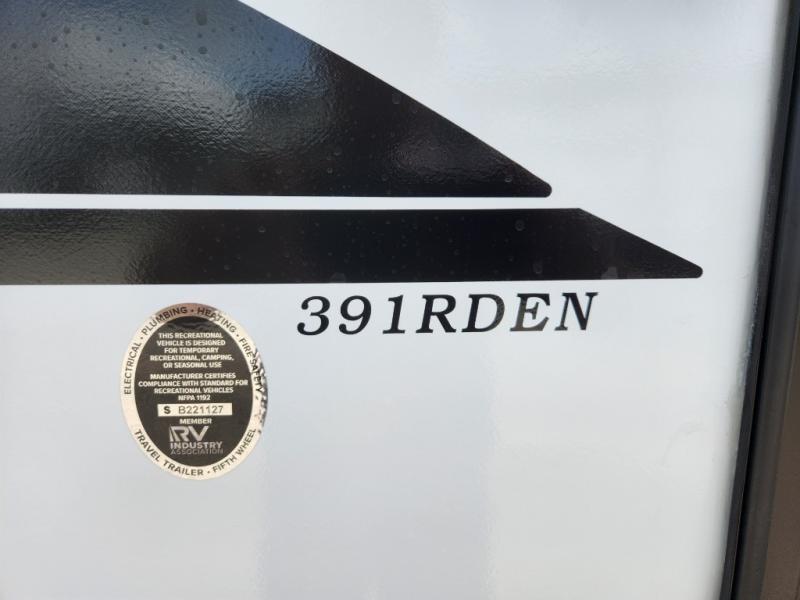 391RDEN
ELECTRICAL • PLUMBING • HEATING • FIRE SAFETY
THIS RECREATIONAL
VEHICLE IS DESIGNED
FOR TEMPORARY
RECREATIONAL, CAMPING,
OR SEASONAL USE
MANUFACTURER CERTIFIES
COMPLIANCE WITH STANDARD FOR
RECREATIONAL VEHICLES
NFPA 1192
S B221127
MEMBER
RV
INDUSTRY
ASSOCIATION
TRAVEL TRAILER • FIFTH WHEEL